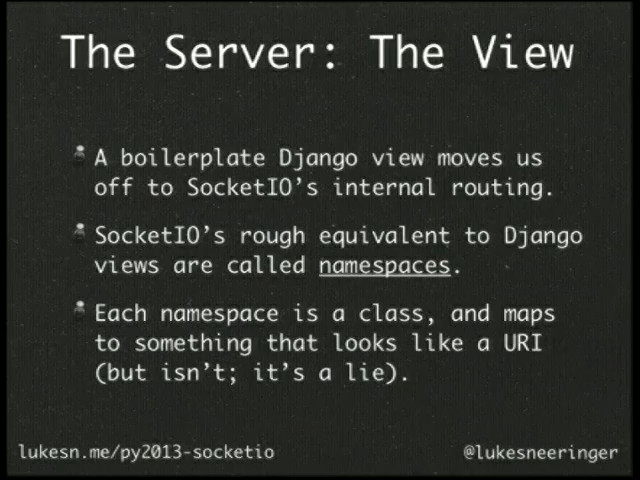 The Server: The View
A boilerplate Django view moves us
off to SocketIO’s internal routing.
SocketIO’s rough equivalent to Django
views are called namespaces.
Each namespace is a class, and maps
to something that looks like a URI
(but isn’t; it’s a lie).
lukesn.me/py2013-socketio
@lukesneeringer